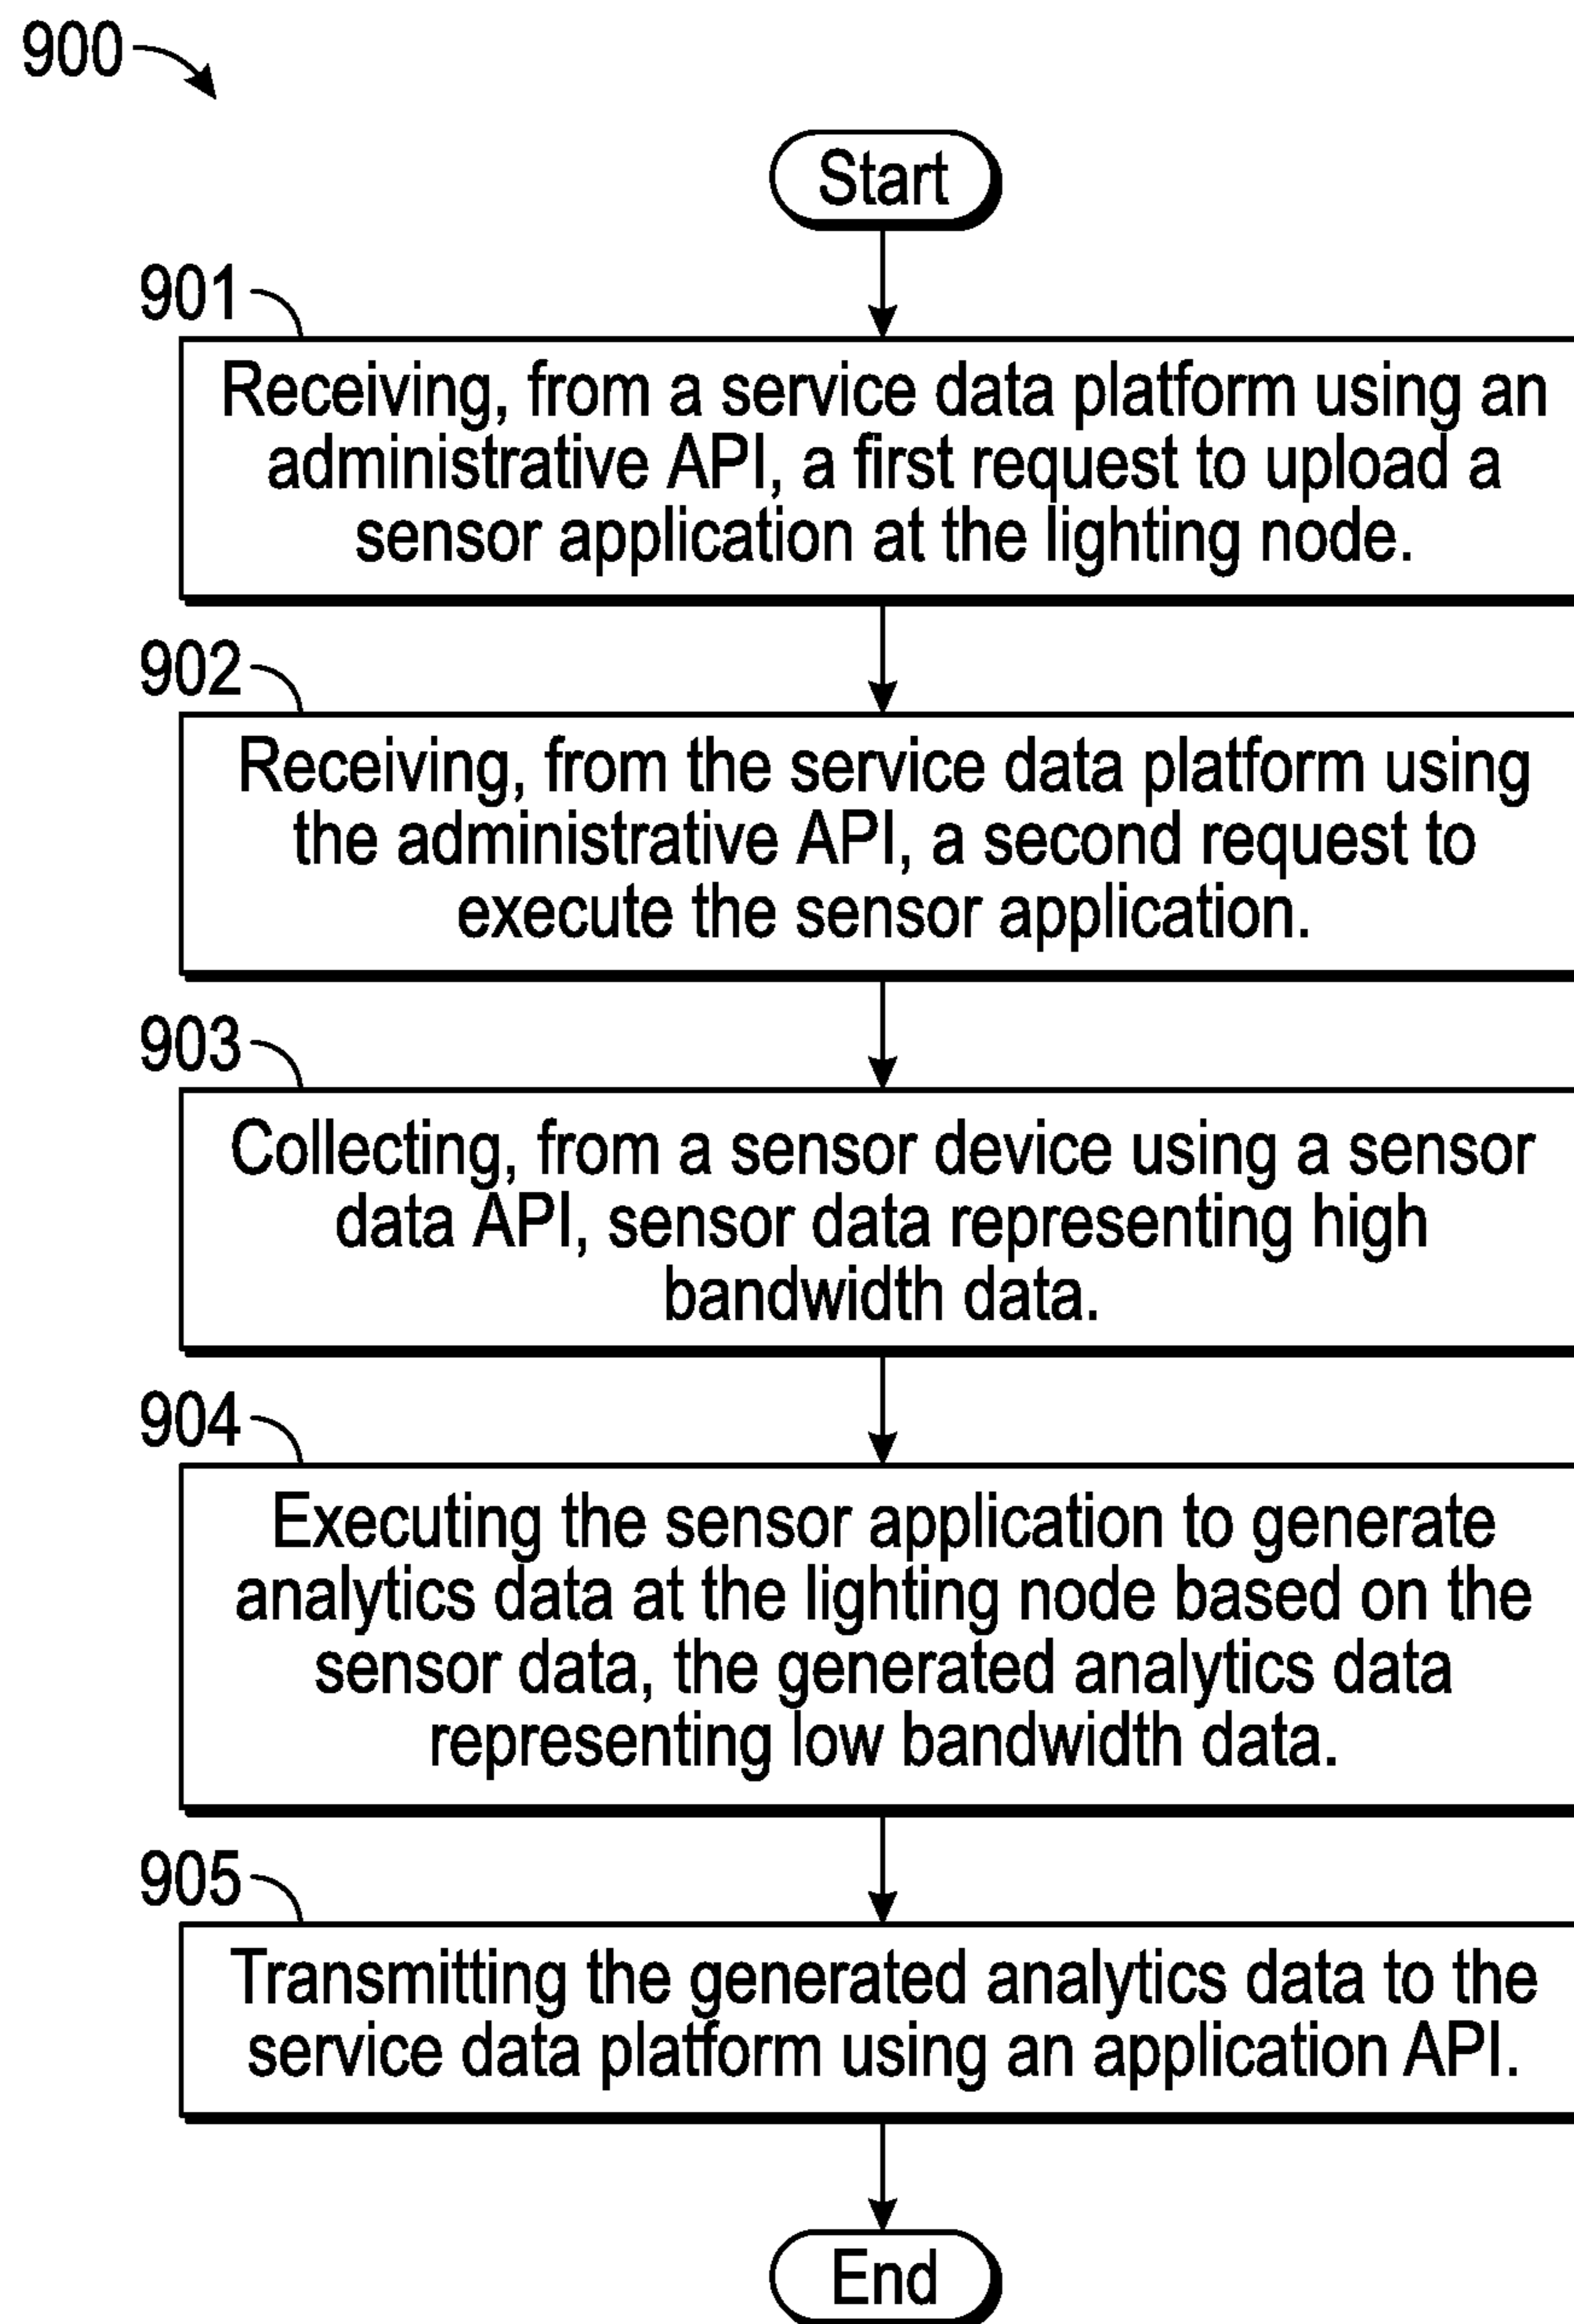 900
Start
901
Receiving, from a service data platform using an
administrative API, a first request to upload a
sensor application at the lighting node.
902
Receiving, from the service data platform using
the administrative API, a second request to
execute the sensor application.
903
Collecting, from a sensor device using a sensor
data API, sensor data representing high
bandwidth data.
904
Executing the sensor application to generate
analytics data at the lighting node based on the
sensor data, the generated analytics data
representing low bandwidth data.
905
Transmitting the generated analytics data to the
service data platform using an application API.
End